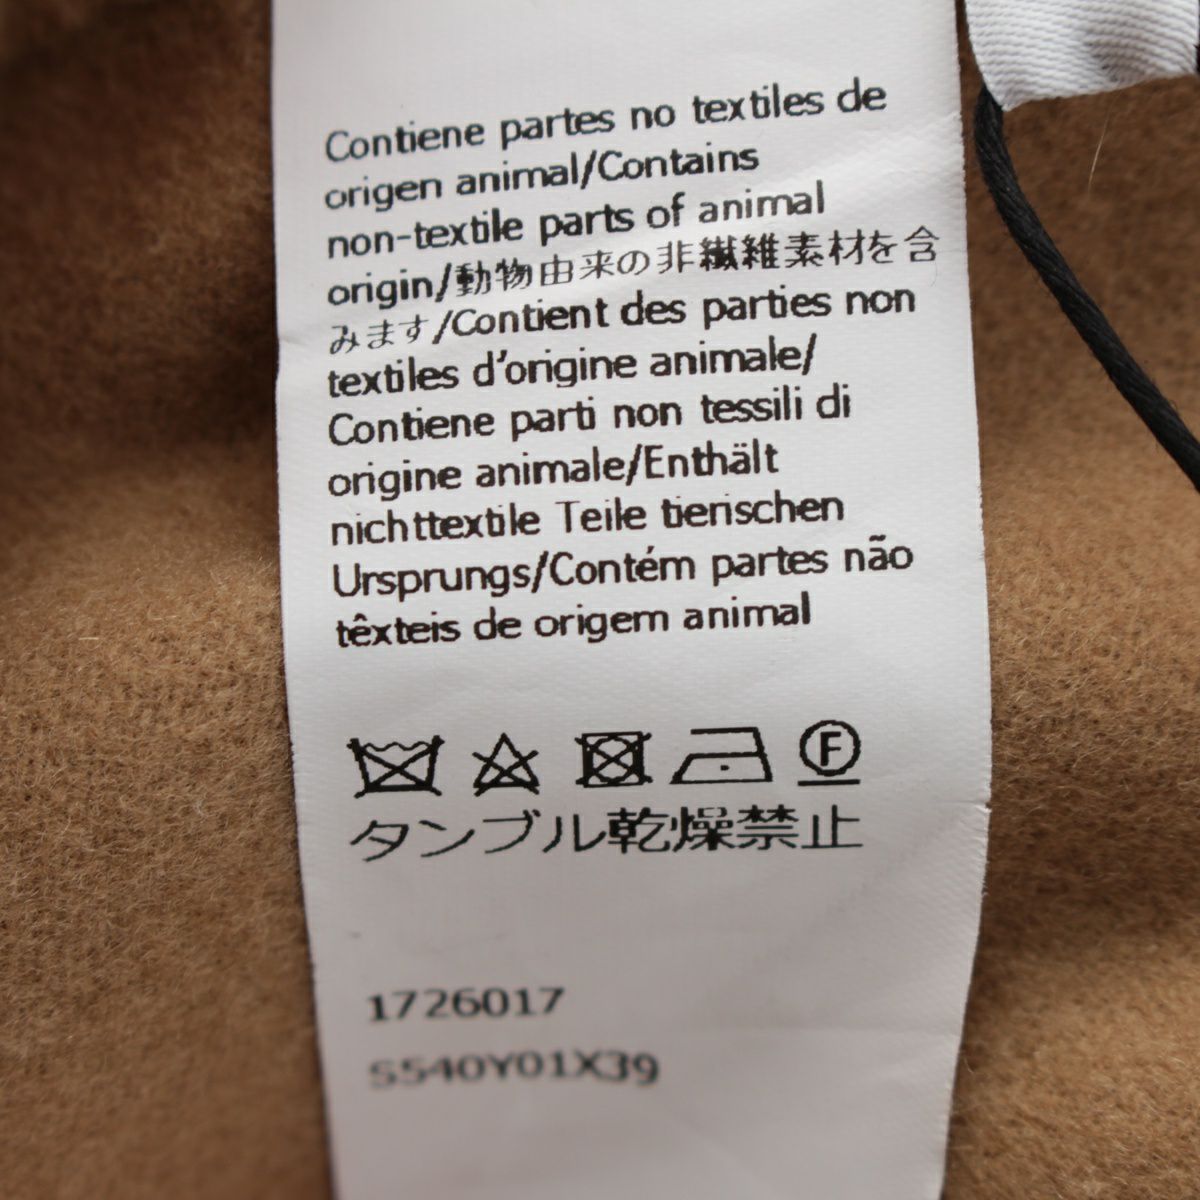 Contiene partes no textiles de
origen animal/Contains
non-textile parts of animal
origin/動物由来の非繊維素材を含
みます/Contient des parties non
textiles d'origine animale/
Contiene parti non tessili di
origine animale/Enthält
nichttextile Teile tierischen
Ursprungs/Contém partes não
têxteis de origem animal
F
タンブル乾燥禁止
1726017
S540Y01X39